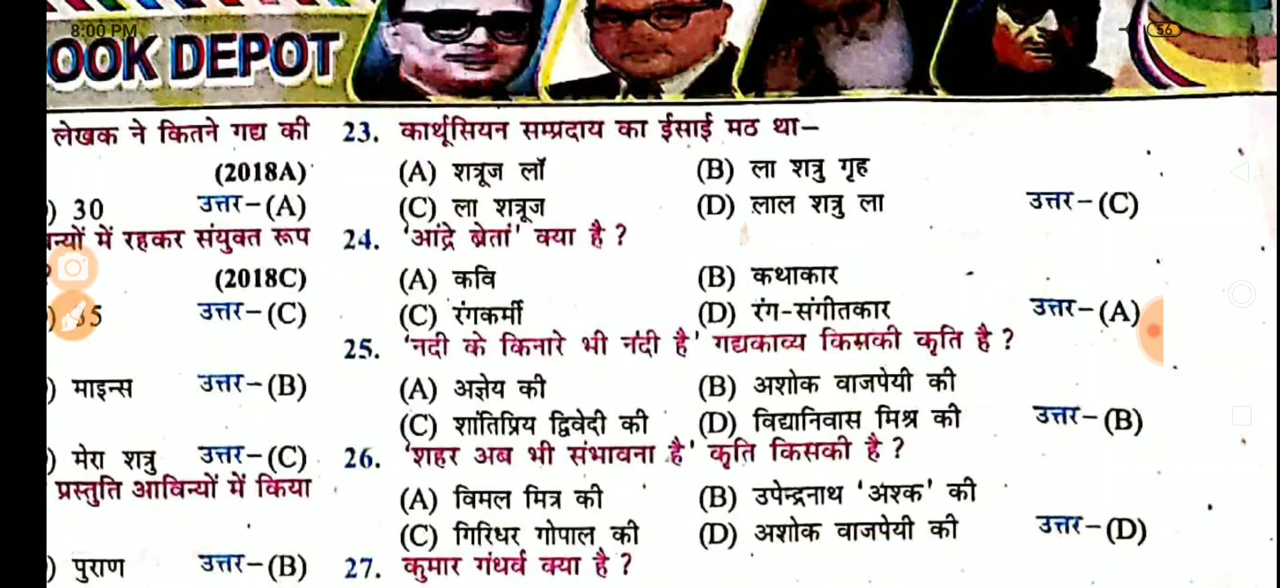 8:00 PM
56
OOK DEPOT
लेखक ने कितने गद्य की
(2018A)
) 30 उत्तर–(A)
न्यों में रहकर संयुक्त रूप
(2018C)
उत्तर–(C)
) माइन्स उत्तर–(B)
) मेरा शत्रु उत्तर–(C)
प्रस्तुति आविन्यों में किया
) पुराण उत्तर–(B)
23. कार्थूसियन सम्प्रदाय का ईसाई मठ था–
(A) शत्रूज लॉ (B) ला शत्रु गृह
(C) ला शत्रूज (D) लाल शत्रु ला उत्तर–(C)
24. 'आंद्रे ब्रेतां' क्या है ?
(A) कवि (B) कथाकार
(C) रंगकर्मी (D) रंग-संगीतकार उत्तर–(A)
25. 'नदी के किनारे भी नंदी है' गद्यकाव्य किसकी कृति है ?
(A) अज्ञेय की (B) अशोक वाजपेयी की
(C) शांतिप्रिय द्विवेदी की (D) विद्यानिवास मिश्र की उत्तर–(B)
26. 'शहर अब भी संभावना है' कृति किसकी है ?
(A) विमल मित्र की (B) उपेन्द्रनाथ 'अश्क' की
(C) गिरिधर गोपाल की (D) अशोक वाजपेयी की उत्तर–(D)
27. कुमार गंधर्व क्या है ?